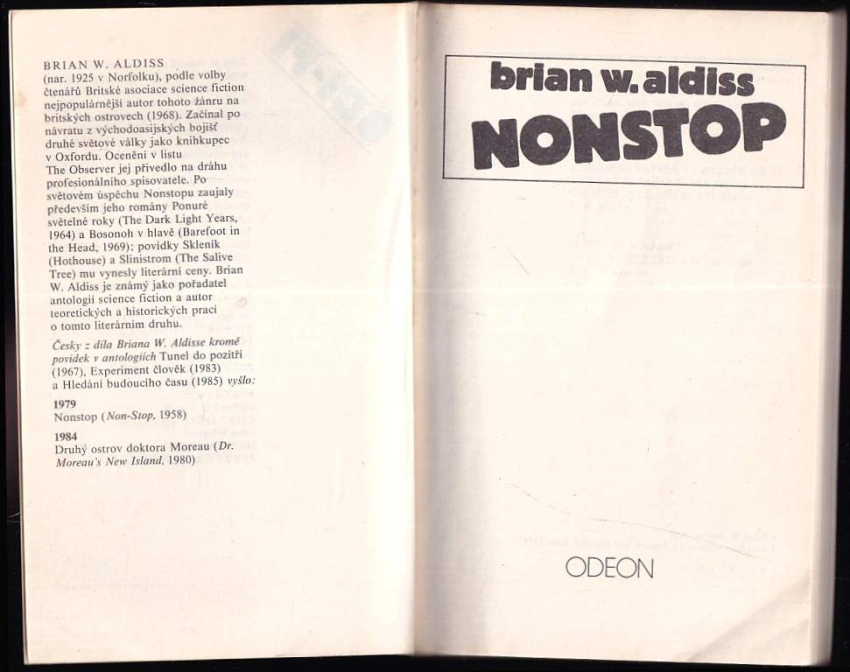 BRIAN W. ALDISS
(nar. 1925 v Norfolku), podle volby
čtenářů Britské asociace science fiction
nejpopulárnější autor tohoto žánru na
britských ostrovech (1968). Začínal po
návratu z východoasijských bojišť
druhé světové války jako knihkupec
v Oxfordu. Ocenění v listu
The Observer jej přivedlo na dráhu
profesionálního spisovatele. Po
světovém úspěchu Nonstopu zaujaly
především jeho romány Ponuré
světelné roky (The Dark Light Years,
1964) a Bosonoh v hlavě (Barefoot in
the Head, 1969); povídky Skleník
(Hothouse) a Slinistrom (The Salive
Tree) mu vynesly literární ceny. Brian
W. Aldiss je známý jako pořadatel
antologií science fiction a autor
teoretických a historických prací
o tomto literárním druhu.
Česky z díla Briana W. Aldisse kromě
povídek v antologiích Tunel do pozítří
(1967), Experiment člověk (1983)
a Hledání budoucího času (1985) vyšlo:
1979
Nonstop (Non-Stop, 1958)
1984
Druhý ostrov doktora Moreau (Dr.
Moreau's New Island, 1980)
brian w. aldiss
NONSTOP
ODEON